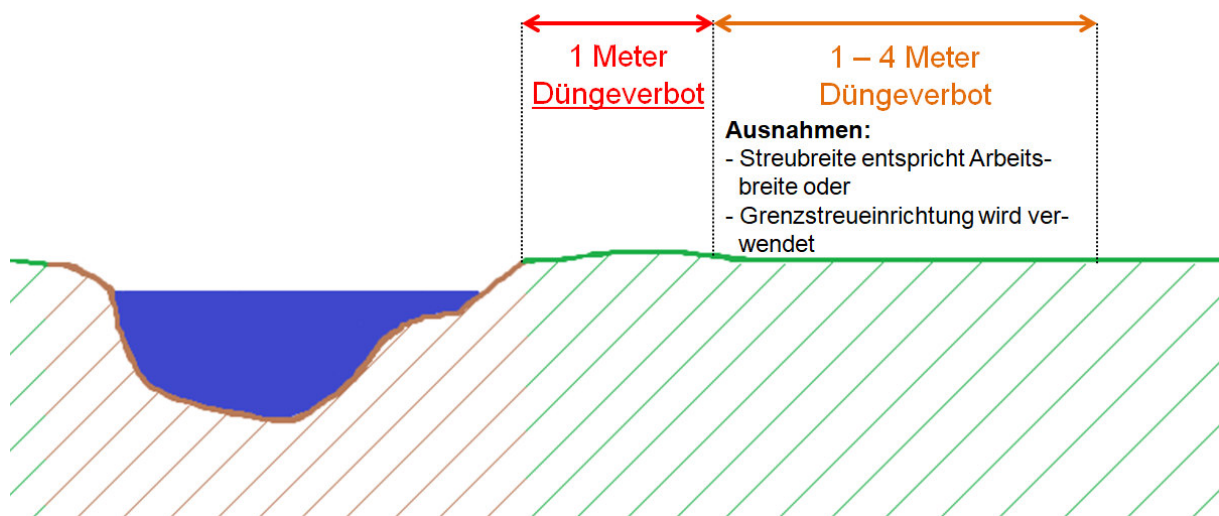 1 Meter
Düngeverbot
1 – 4 Meter
Düngeverbot
Ausnahmen:
- Streubreite entspricht Arbeits-
breite oder
- Grenzstreueinrichtung wird ver-
wendet